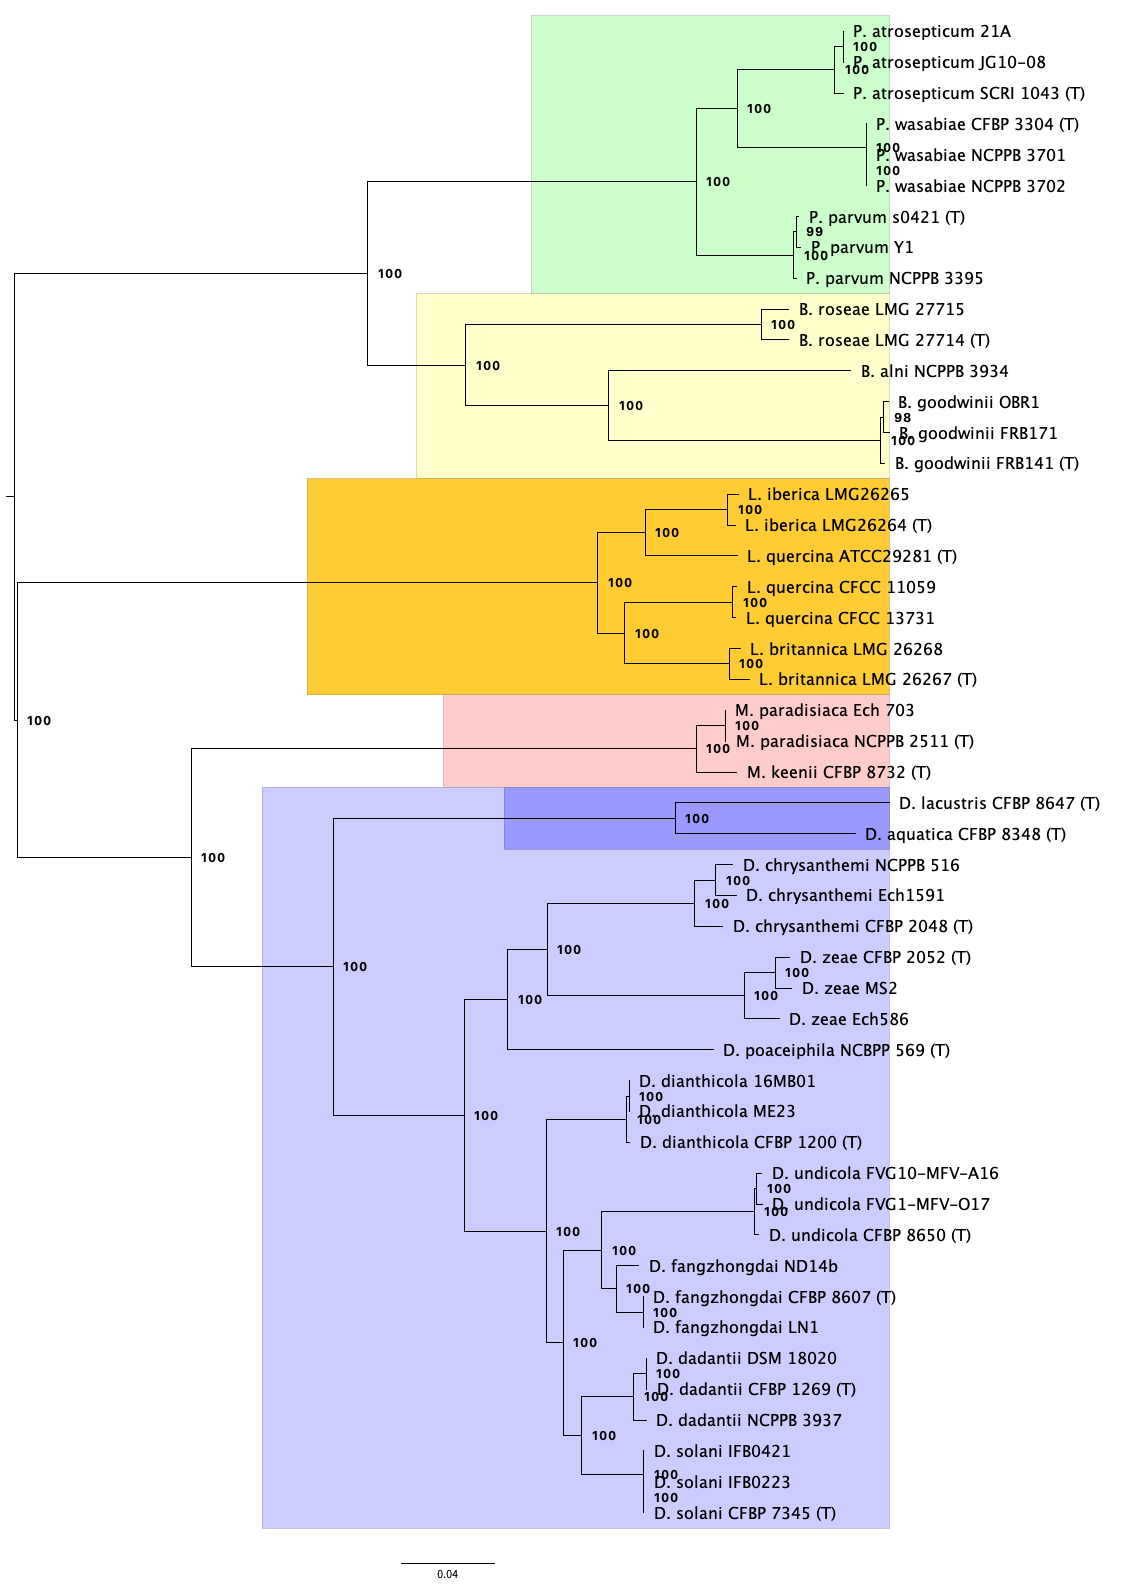 P. atrosepticum 21A
100
P. atrosepticum JG10-08
100
P. atrosepticum SCRI 1043 (T)
100
P. wasabiae CFBP 3304 (T)
100
P. wasabiae NCPPB 3701
100
P. wasabiae NCPPB 3702
100
P. parvum s0421 (T)
99
P. parvum Y1
100
P. parvum NCPPB 3395
100
B. roseae LMG 27715
100
B. roseae LMG 27714 (T)
100
B. alni NCPPB 3934
100
B. goodwinii OBR1
98
B. goodwinii FRB171
100
B. goodwinii FRB141 (T)
L. iberica LMG26265
100
L. iberica LMG26264 (T)
100
L. quercina ATCC29281 (T)
100
L. quercina CFCC 11059
100
L. quercina CFCC 13731
100
L. britannica LMG 26268
100
L. britannica LMG 26267 (T)
M. paradisiaca Ech 703
100
100
M. paradisiaca NCPPB 2511 (T)
100
M. keenii CFBP 8732 (T)
D. lacustris CFBP 8647 (T)
100
D. aquatica CFBP 8348 (T)
100
D. chrysanthemi NCPPB 516
100
D. chrysanthemi Ech1591
100
D. chrysanthemi CFBP 2048 (T)
100
D. zeae CFBP 2052 (T)
100
100
D. zeae MS2
100
100
D. zeae Ech586
D. poaceiphila NCBPP 569 (T)
D. dianthicola 16MB01
100
D. dianthicola ME23
100
100
D. dianthicola CFBP 1200 (T)
D. undicola FVG10-MFV-A16
100
D. undicola FVG1-MFV-O17
100
100
D. undicola CFBP 8650 (T)
100
D. fangzhongdai ND14b
100
D. fangzhongdai CFBP 8607 (T)
100
D. fangzhongdai LN1
100
D. dadantii DSM 18020
100
D. dadantii CFBP 1269 (T)
100
D. dadantii NCPPB 3937
100
D. solani IFB0421
100
D. solani IFB0223
100
D. solani CFBP 7345 (T)
0.04